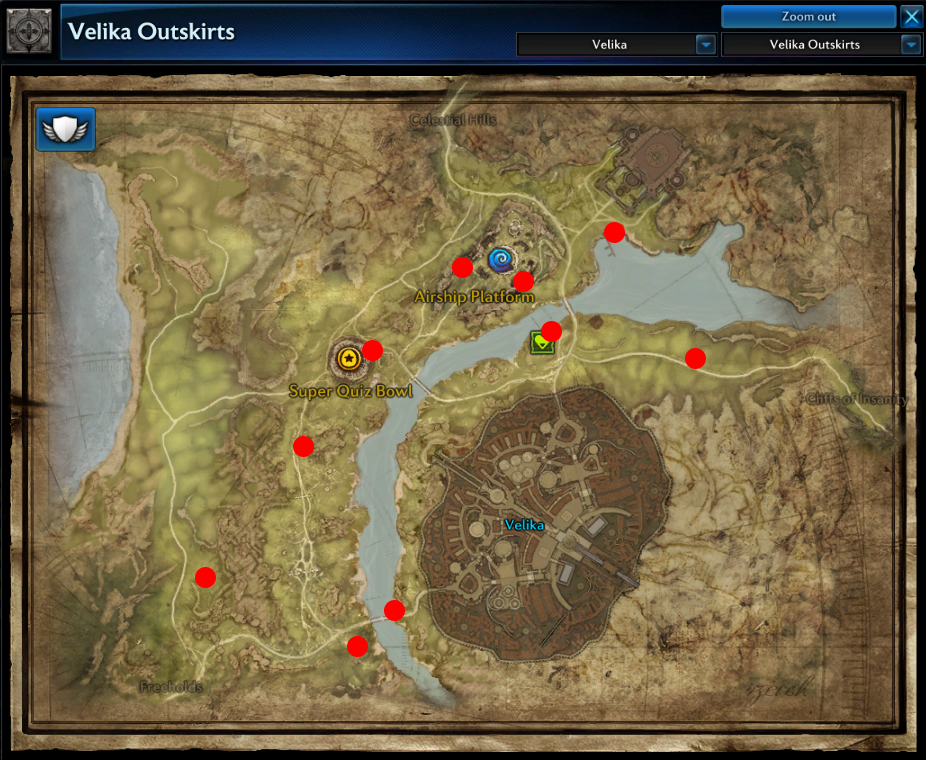 Velika Outskirts
Zoom out
Velika
Velika Outskirts
Celestial Hills
Airship Platform
Super Quiz Bowl
Cliffs of Insanity
Velika
Freeholds